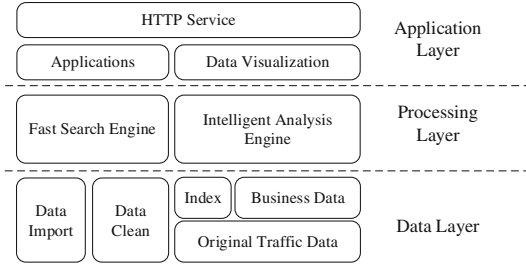 HTTP Service
Applications
Data Visualization
Application
Layer
Fast Search Engine
Intelligent Analysis
Engine
Processing
Layer
Data
Import
Data
Clean
Index
Business Data
Original Traffic Data
Data Layer